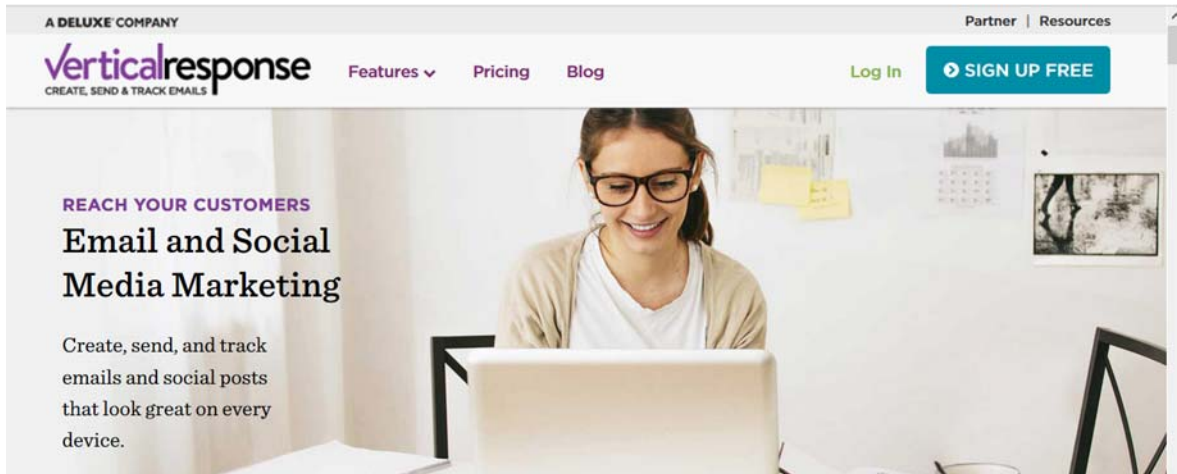 A DELUXE COMPANY
Partner | Resources
verticalresponse
CREATE, SEND & TRACK EMAILS
Features
Pricing
Blog
Log In
SIGN UP FREE
REACH YOUR CUSTOMERS
Email and Social
Media Marketing
Create, send, and track
emails and social posts
that look great on every
device.